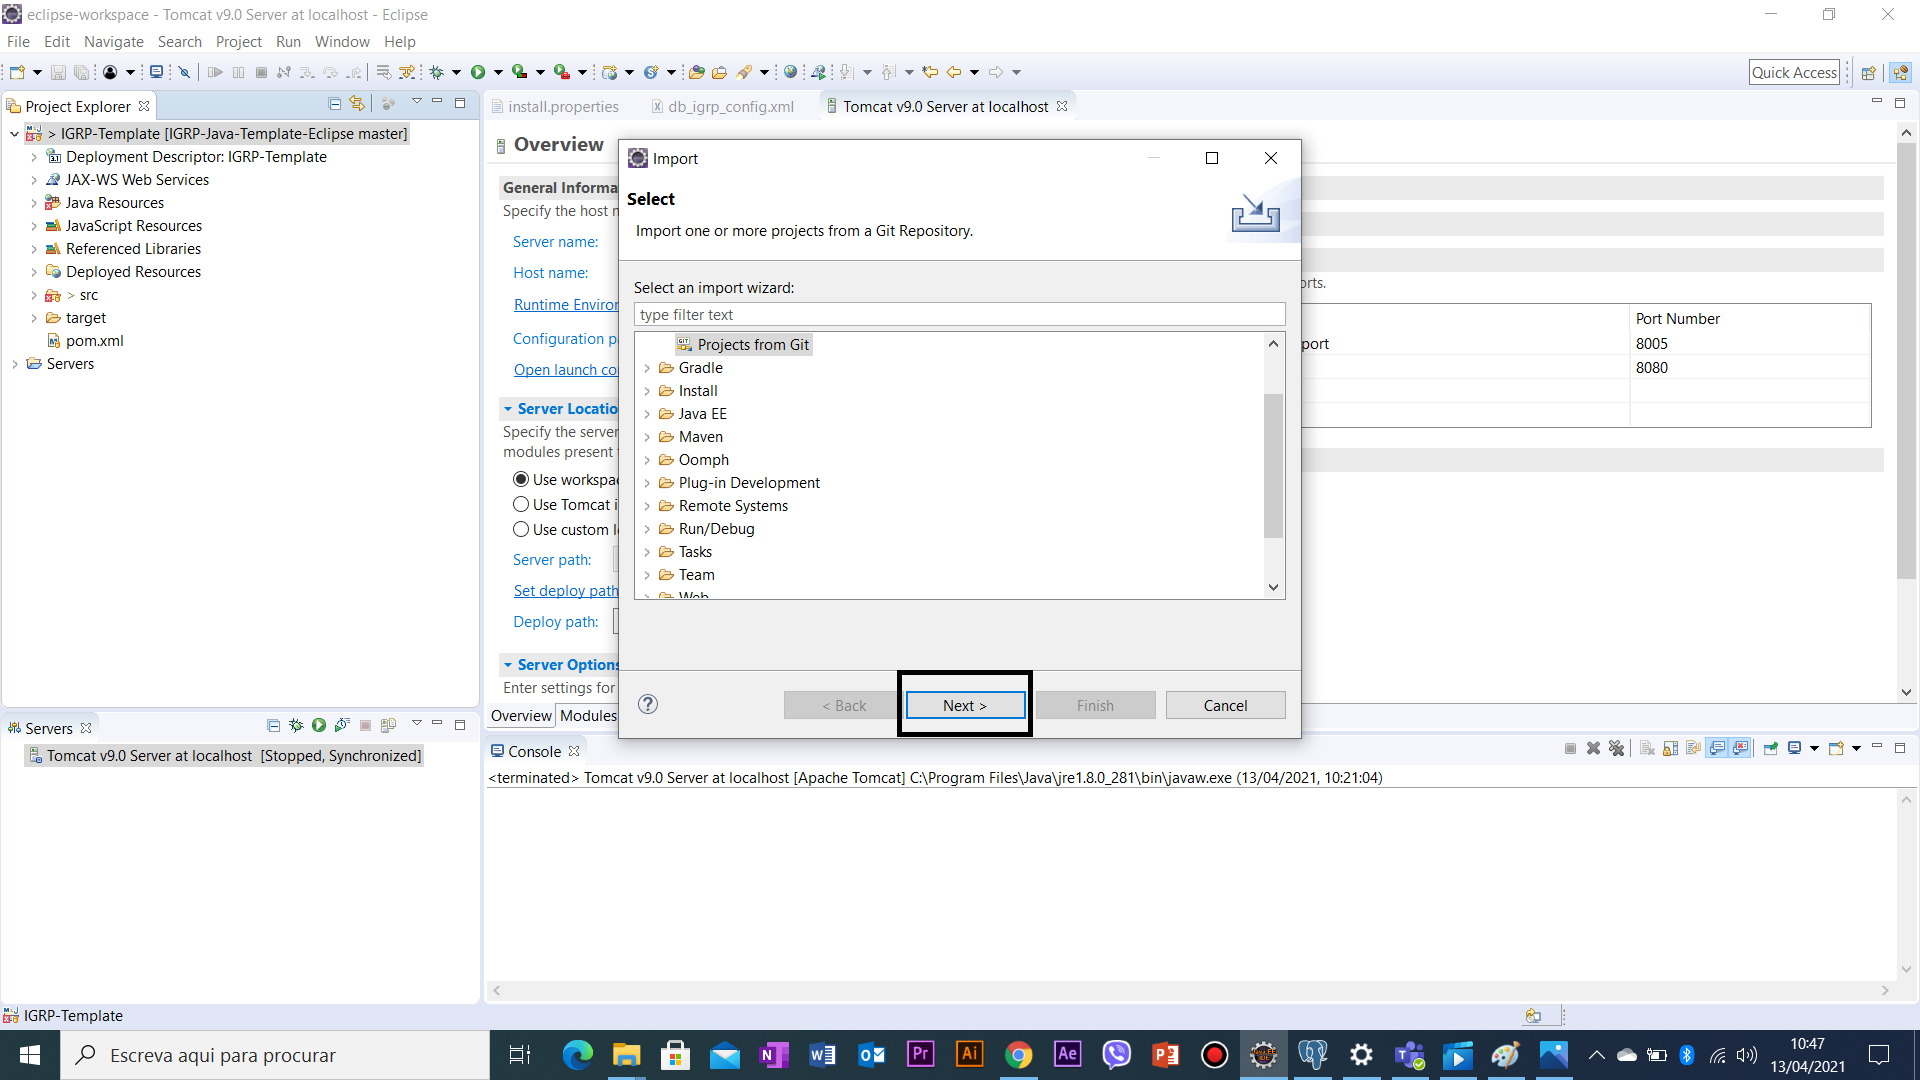 eclipse-workspace - Tomcat v9.0 Server at localhost - Eclipse
File Edit Navigate Search Project Run Window Help
Quick Access
Project Explorer
> IGRP-Template [IGRP-Java-Template-Eclipse master]
Deployment Descriptor: IGRP-Template
JAX-WS Web Services
Java Resources
JavaScript Resources
Referenced Libraries
Deployed Resources
> src
target
pom.xml
Servers
install.properties
db_igrp_config.xml
Tomcat v9.0 Server at localhost
Overview
General Informa
Specify the host n
Server name:
Host name:
Runtime Enviror
Configuration p
Open launch co
Server Locatio
Specify the server
modules present
Use workspa
Use Tomcat i
Use custom l
Server path:
Set deploy path
Deploy path:
Server Options
Enter settings for
Overview Modules
orts.
Port Number
port 8005
8080
Import
Select
Import one or more projects from a Git Repository.
Select an import wizard:
type filter text
Projects from Git
Gradle
Install
Java EE
Maven
Oomph
Plug-in Development
Remote Systems
Run/Debug
Tasks
Team
Web
< Back
Next >
Finish
Cancel
Servers
Tomcat v9.0 Server at localhost [Stopped, Synchronized]
Console
<terminated> Tomcat v9.0 Server at localhost [Apache Tomcat] C:\Program Files\Java\jre1.8.0_281\bin\javaw.exe (13/04/2021, 10:21:04)
IGRP-Template
Escreva aqui para procurar
10:47
13/04/2021